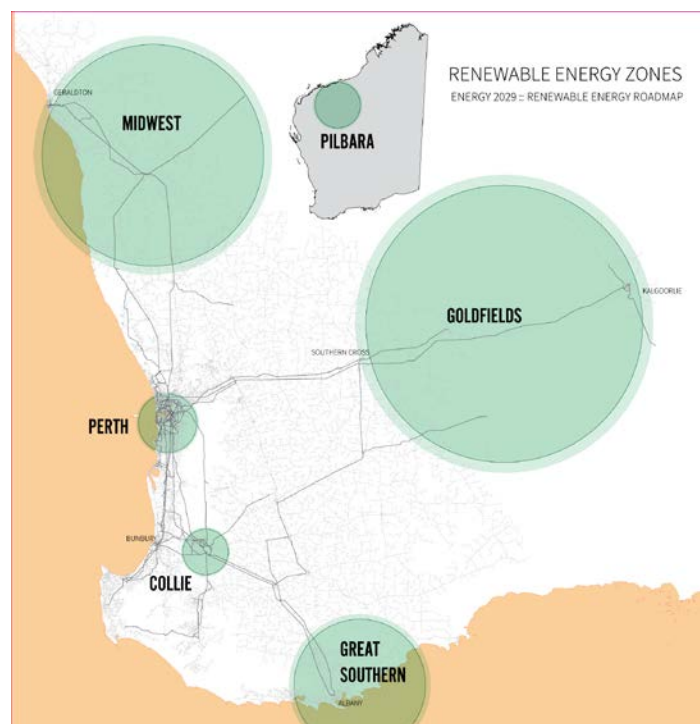 RENEWABLE ENERGY ZONES
ENERGY 2029 :: RENEWABLE ENERGY ROADMAP
GERALDTON
MIDWEST
PILBARA
KALGOORLIE
GOLDFIELDS
SOUTHERN CROSS
PERTH
BUNBURY
COLLIE
GREAT
SOUTHERN
ALBANY